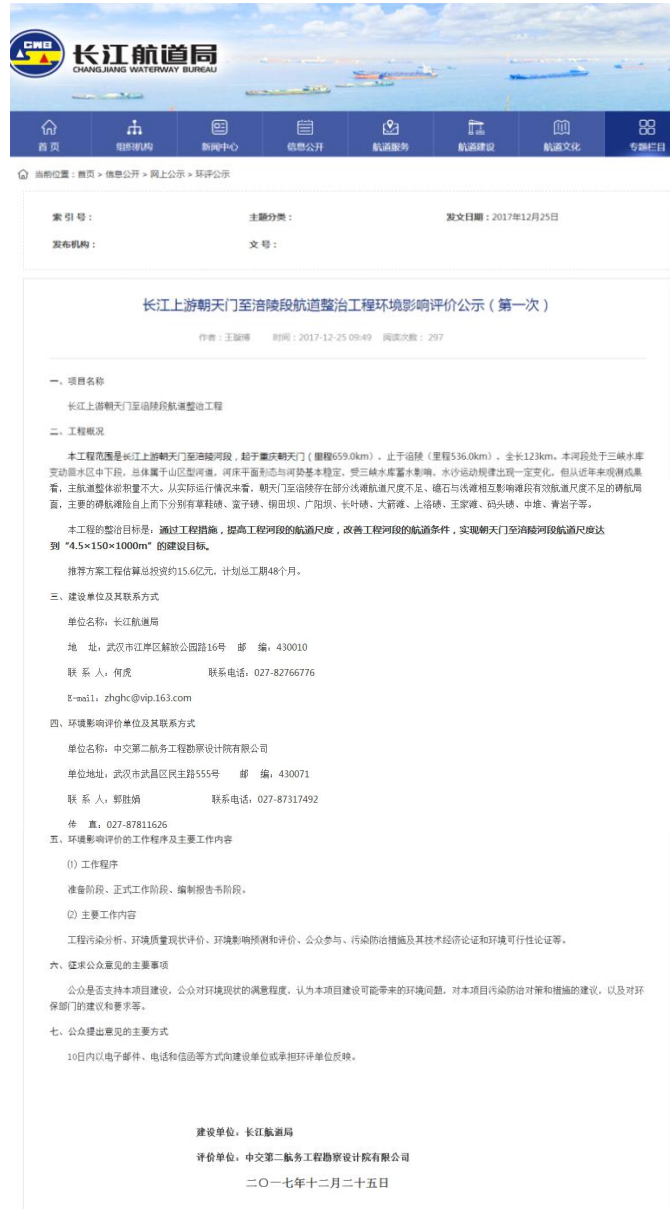 CWB
长江航道局
CHANGJIANG WATERWAY BUREAU
首页 组织机构 新闻中心 信息公开 航道服务 航道建设 航道文化 专题栏目
当前位置：首页 > 信息公开 > 网上公示 > 环评公示
索 引 号： 主题分类： 发文日期：2017年12月25日
发布机构： 文 号：
长江上游朝天门至涪陵段航道整治工程环境影响评价公示（第一次）
作者：王璇博 时间：2017-12-25 09:49 阅读次数：297
一、项目名称
长江上游朝天门至涪陵段航道整治工程
二、工程概况
本工程范围是长江上游朝天门至涪陵河段，起于重庆朝天门（里程659.0km），止于涪陵（里程536.0km），全长123km。本河段处于三峡水库
变动回水区中下段，总体属于山区型河道，河床平面形态与河势基本稳定，受三峡水库蓄水影响，水沙运动规律出现一定变化，但从近年来观测成果
看，主航道整体淤积量不大。从实际运行情况来看，朝天门至涪陵存在部分浅滩航道尺度不足、礁石与浅滩相互影响滩段有效航道尺度不足的碍航局
面，主要的碍航滩险自上而下分别有草鞋碛、蛮子碛、铜田坝、广阳坝、长叶碛、大箭滩、上洛碛、王家滩、码头碛、中堆、青岩子等。
本工程的整治目标是：通过工程措施，提高工程河段的航道尺度，改善工程河段的航道条件，实现朝天门至涪陵河段航道尺度达
到“4.5×150×1000m”的建设目标。
推荐方案工程估算总投资约15.6亿元，计划总工期48个月。
三、建设单位及其联系方式
单位名称：长江航道局
地 址：武汉市江岸区解放公园路16号 邮 编：430010
联 系 人：何虎 联系电话：027-82766776
E-mail：zhghc@vip.163.com
四、环境影响评价单位及其联系方式
单位名称：中交第二航务工程勘察设计院有限公司
单位地址：武汉市武昌区民主路555号 邮 编：430071
联 系 人：郭胜娟 联系电话：027-87317492
传 真：027-87811626
五、环境影响评价的工作程序及主要工作内容
⑴ 工作程序
准备阶段、正式工作阶段、编制报告书阶段。
⑵ 主要工作内容
工程污染分析、环境质量现状评价、环境影响预测和评价、公众参与、污染防治措施及其技术经济论证和环境可行性论证等。
六、征求公众意见的主要事项
公众是否支持本项目建设，公众对环境现状的满意程度，认为本项目建设可能带来的环境问题，对本项目污染防治对策和措施的建议，以及对环
保部门的建议和要求等。
七、公众提出意见的主要方式
10日内以电子邮件、电话和信函等方式向建设单位或承担环评单位反映。
建设单位：长江航道局
评价单位：中交第二航务工程勘察设计院有限公司
二〇一七年十二月二十五日